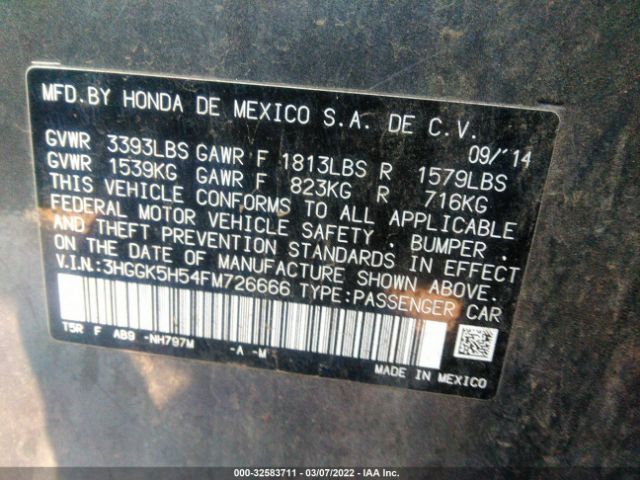 MFD.BY HONDA DE MEXICO S.A. DE C.V.
09/'14
GVWR 3393LBS GAWR F 1813LBS R 1579LBS
GVWR 1539KG GAWR F 823KG R 716KG
THIS VEHICLE CONFORMS TO ALL APPLICABLE
FEDERAL MOTOR VEHICLE SAFETY , BUMPER ,
AND THEFT PREVENTION STANDARDS IN EFFECT
ON THE DATE OF MANUFACTURE SHOWN ABOVE.
V.I.N.:3HGGK5H54FM726666 TYPE:PASSENGER CAR
T5R F AB9 -NH797M -A -M
MADE IN MEXICO
000-32583711 - 03/07/2022 - IAA Inc.